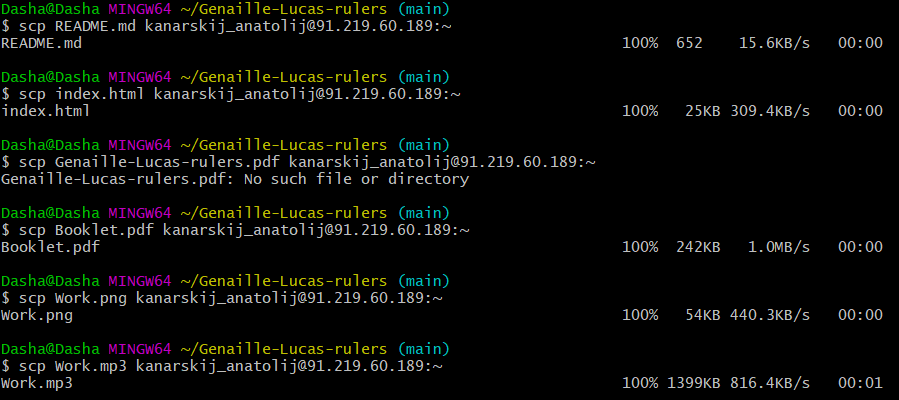 Dasha@Dasha MINGW64 ~/Genaille-Lucas-rulers (main)
$ scp README.md kanarskij_anatolij@91.219.60.189:~
README.md 100% 652 15.6KB/s 00:00
Dasha@Dasha MINGW64 ~/Genaille-Lucas-rulers (main)
$ scp index.html kanarskij_anatolij@91.219.60.189:~
index.html 100% 25KB 309.4KB/s 00:00
Dasha@Dasha MINGW64 ~/Genaille-Lucas-rulers (main)
$ scp Genaille-Lucas-rulers.pdf kanarskij_anatolij@91.219.60.189:~
Genaille-Lucas-rulers.pdf: No such file or directory
Dasha@Dasha MINGW64 ~/Genaille-Lucas-rulers (main)
$ scp Booklet.pdf kanarskij_anatolij@91.219.60.189:~
Booklet.pdf 100% 242KB 1.0MB/s 00:00
Dasha@Dasha MINGW64 ~/Genaille-Lucas-rulers (main)
$ scp Work.png kanarskij_anatolij@91.219.60.189:~
Work.png 100% 54KB 440.3KB/s 00:00
Dasha@Dasha MINGW64 ~/Genaille-Lucas-rulers (main)
$ scp Work.mp3 kanarskij_anatolij@91.219.60.189:~
Work.mp3 100% 1399KB 816.4KB/s 00:01